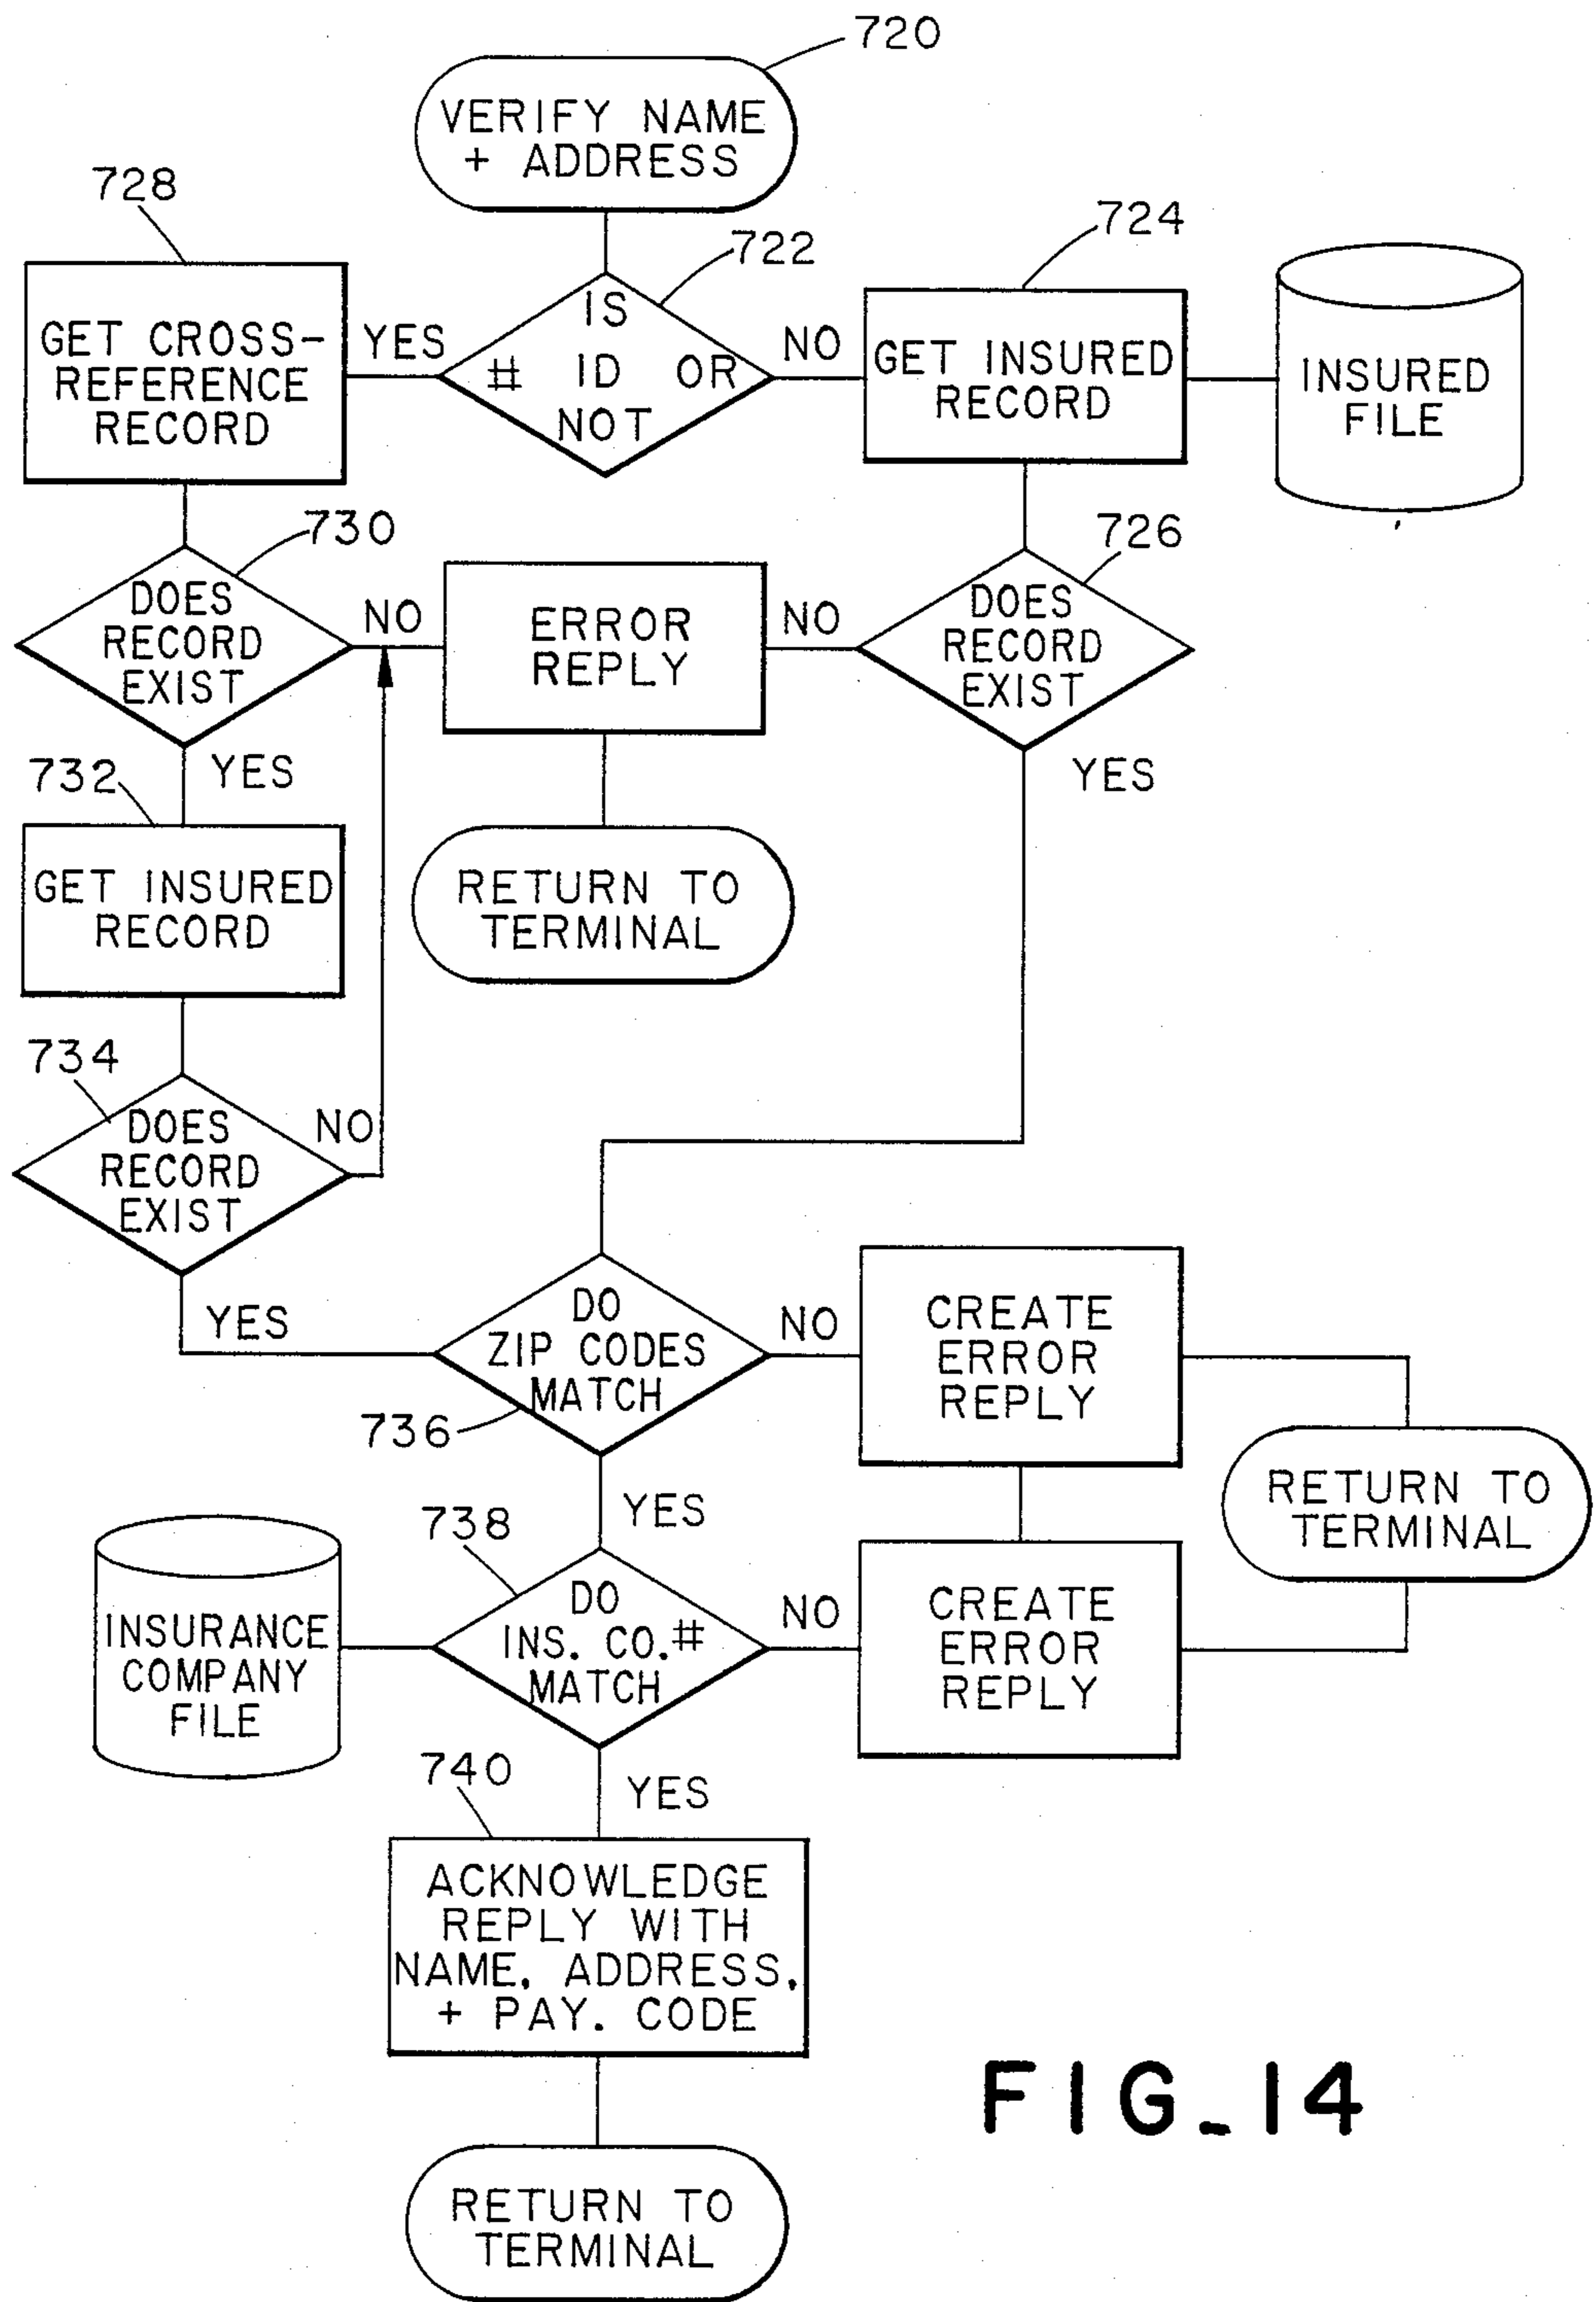 720
VERIFY NAME
+ ADDRESS
728
722
724
GET CROSS-
REFERENCE
RECORD
YES
IS
# ID OR
NOT
NO
GET INSURED
RECORD
INSURED
FILE
730
DOES
RECORD
EXIST
NO
ERROR
REPLY
NO
726
DOES
RECORD
EXIST
YES
YES
732
GET INSURED
RECORD
RETURN TO
TERMINAL
734
DOES
RECORD
EXIST
NO
YES
DO
ZIP CODES
MATCH
736
NO
CREATE
ERROR
REPLY
RETURN TO
TERMINAL
YES
738
INSURANCE
COMPANY
FILE
DO
INS. CO.#
MATCH
NO
CREATE
ERROR
REPLY
740
YES
ACKNOWLEDGE
REPLY WITH
NAME, ADDRESS,
+ PAY. CODE
RETURN TO
TERMINAL
FIG_14